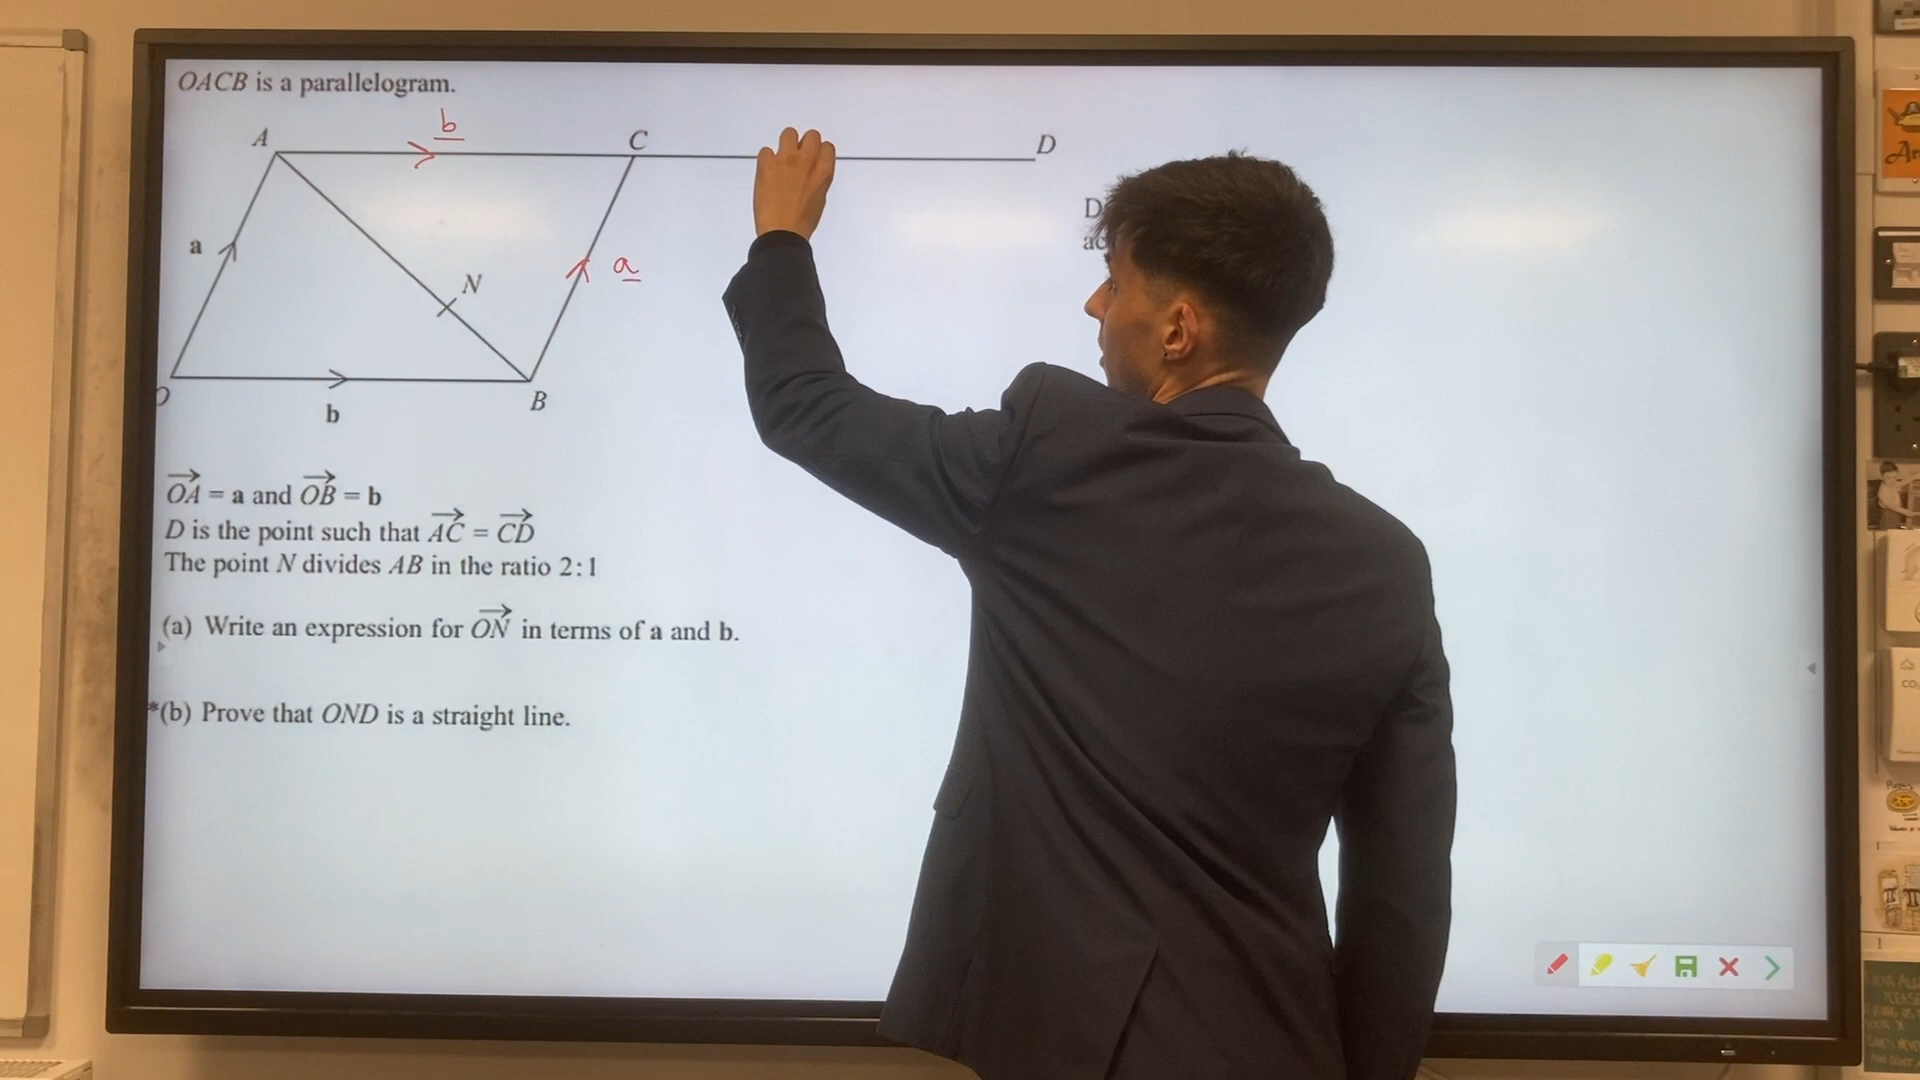 OACB is a parallelogram.
b
A
C
D
a
N
a
B
b
→OA = a and →OB = b
D is the point such that →AC = →CD
The point N divides AB in the ratio 2:1
(a) Write an expression for →ON in terms of a and b.
*(b) Prove that OND is a straight line.